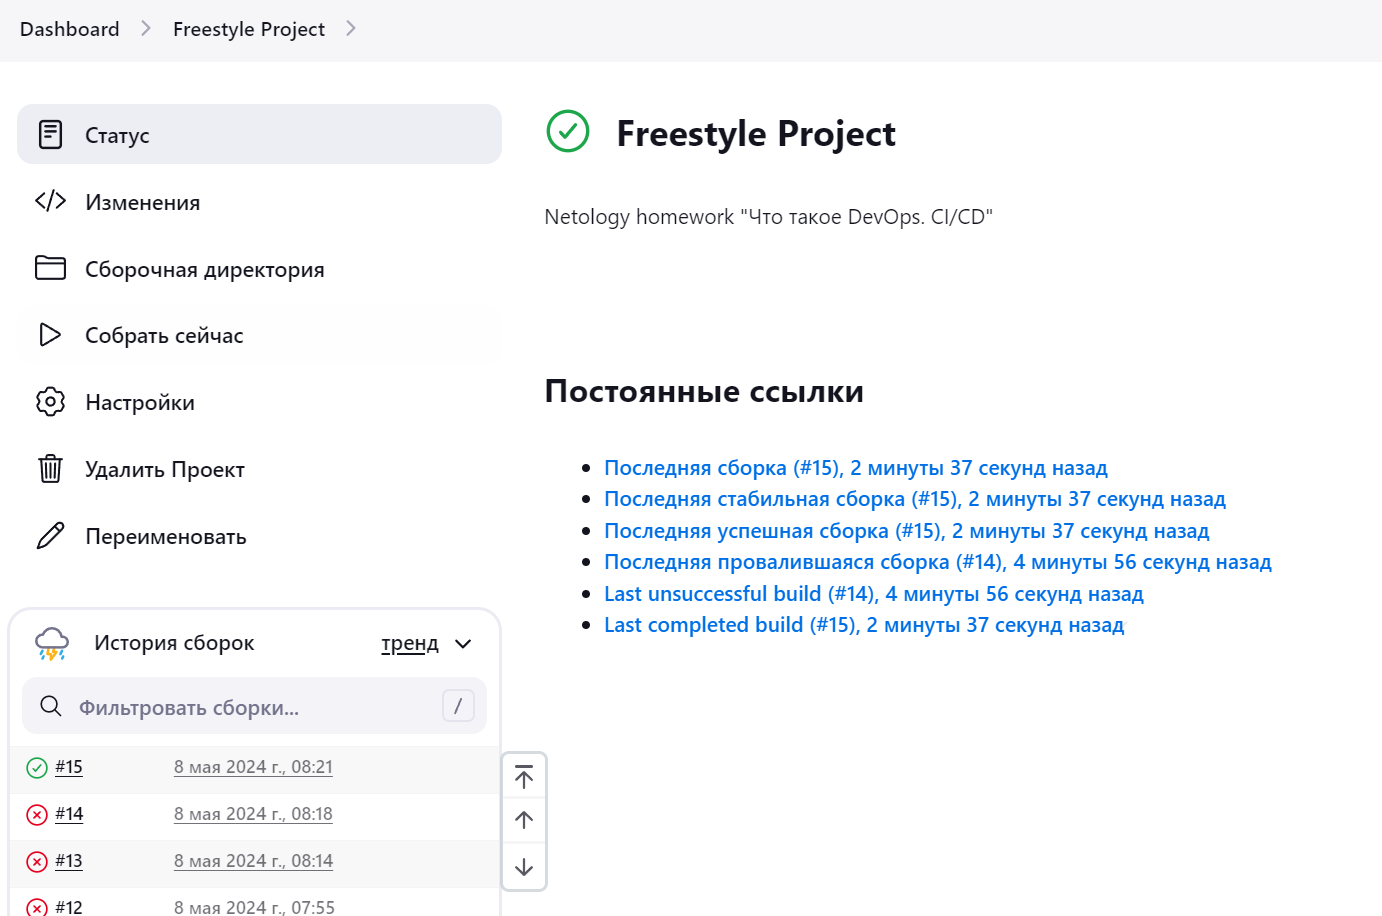 Dashboard
Freestyle Project
Статус
Изменения
Сборочная директория
Собрать сейчас
Настройки
Удалить Проект
Переименовать
История сборок
тренд
Фильтровать сборки...
/
#15 8 мая 2024 г., 08:21
#14 8 мая 2024 г., 08:18
#13 8 мая 2024 г., 08:14
#12 8 мая 2024 г., 07:55
Freestyle Project
Netology homework "Что такое DevOps. CI/CD"
Постоянные ссылки
Последняя сборка (#15), 2 минуты 37 секунд назад
Последняя стабильная сборка (#15), 2 минуты 37 секунд назад
Последняя успешная сборка (#15), 2 минуты 37 секунд назад
Последняя провалившаяся сборка (#14), 4 минуты 56 секунд назад
Last unsuccessful build (#14), 4 минуты 56 секунд назад
Last completed build (#15), 2 минуты 37 секунд назад